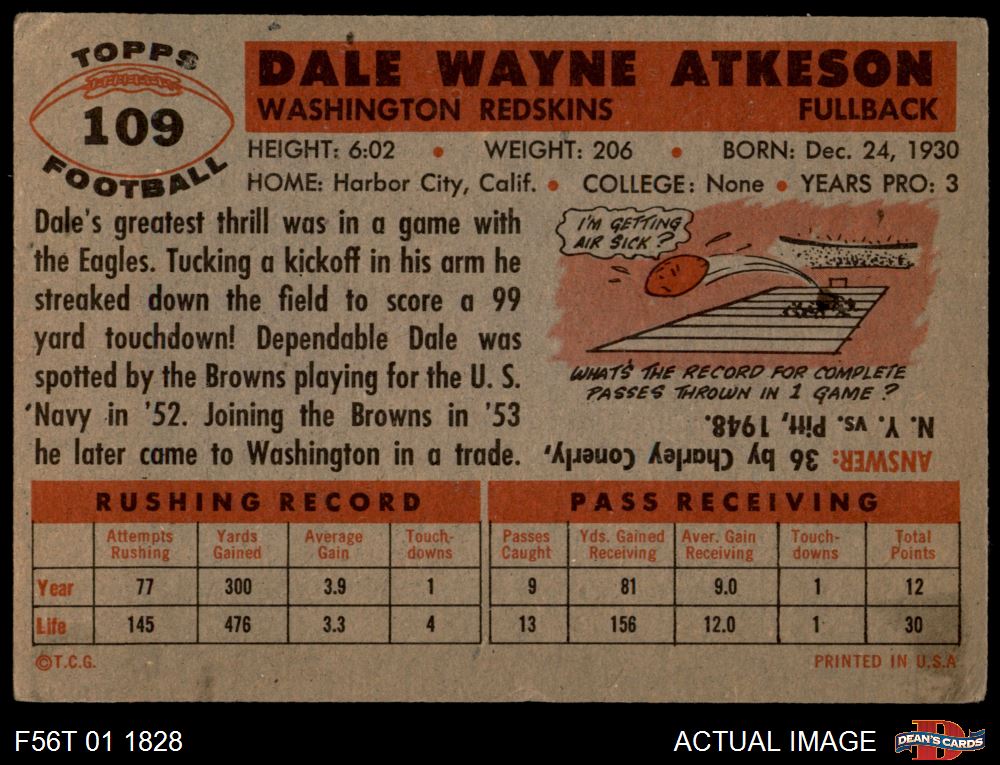 TOPPS
109
FOOTBALL
DALE WAYNE ATKESON
WASHINGTON REDSKINS FULLBACK
HEIGHT: 6:02 • WEIGHT: 206 • BORN: Dec. 24, 1930
HOME: Harbor City, Calif. • COLLEGE: None • YEARS PRO: 3
Dale's greatest thrill was in a game with
the Eagles. Tucking a kickoff in his arm he
streaked down the field to score a 99
yard touchdown! Dependable Dale was
spotted by the Browns playing for the U. S.
Navy in '52. Joining the Browns in '53
he later came to Washington in a trade.
I'M GETTING
AIR SICK?
WHAT'S THE RECORD FOR COMPLETE
PASSES THROWN IN 1 GAME?
ANSWER: 36 by Charley Conerly,
N. Y. vs. Pitt, 1948.
RUSHING RECORD
Attempts Rushing Yards Gained Average Gain Touch-downs
Year 77 300 3.9 1
Life 145 476 3.3 4
PASS RECEIVING
Passes Caught Yds. Gained Receiving Aver. Gain Receiving Touch-downs Total Points
9 81 9.0 1 12
13 156 12.0 1 30
©T.C.G. PRINTED IN U.S.A
F56T 01 1828
ACTUAL IMAGE
DEAN'S CARDS